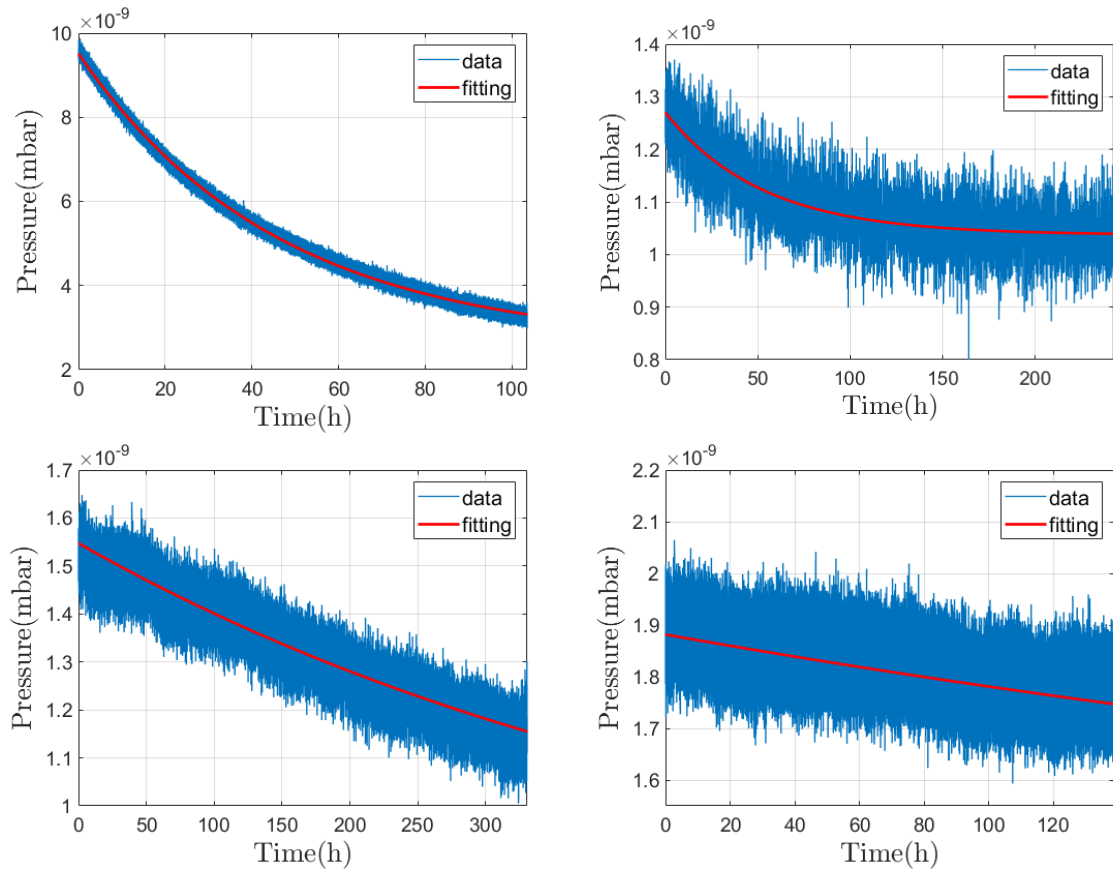 ×10-9
10
8
6
4
2
0 20 40 60 80 100
Pressure(mbar)
Time(h)
data
fitting
×10-9
1.4
1.3
1.2
1.1
1
0.9
0.8
0 50 100 150 200
Pressure(mbar)
Time(h)
data
fitting
×10-9
1.7
1.6
1.5
1.4
1.3
1.2
1.1
1
0 50 100 150 200 250 300
Pressure(mbar)
Time(h)
data
fitting
×10-9
2.2
2.1
2
1.9
1.8
1.7
1.6
0 20 40 60 80 100 120
Pressure(mbar)
Time(h)
data
fitting